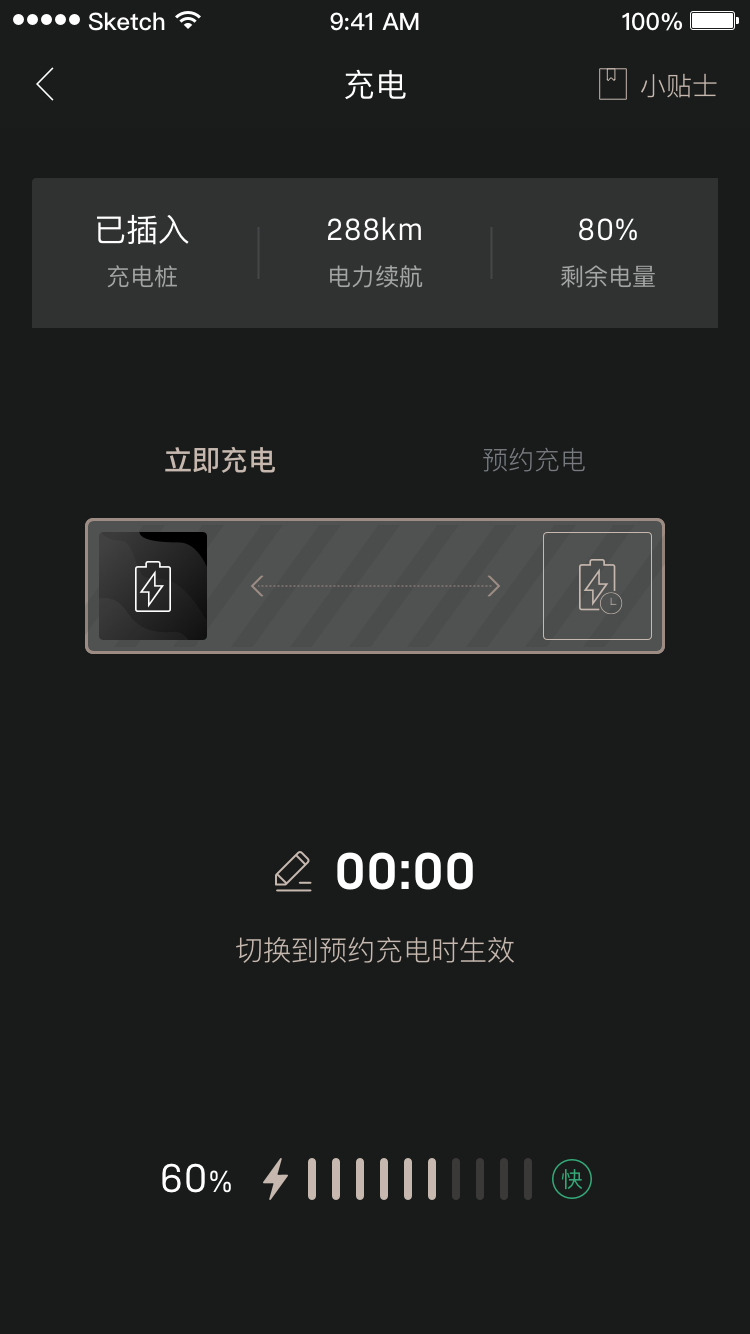 Sketch 9:41 AM 100%
充电 小贴士
已插入 288km 80%
充电桩 电力续航 剩余电量
立即充电 预约充电
00:00
切换到预约充电时生效
60% 快